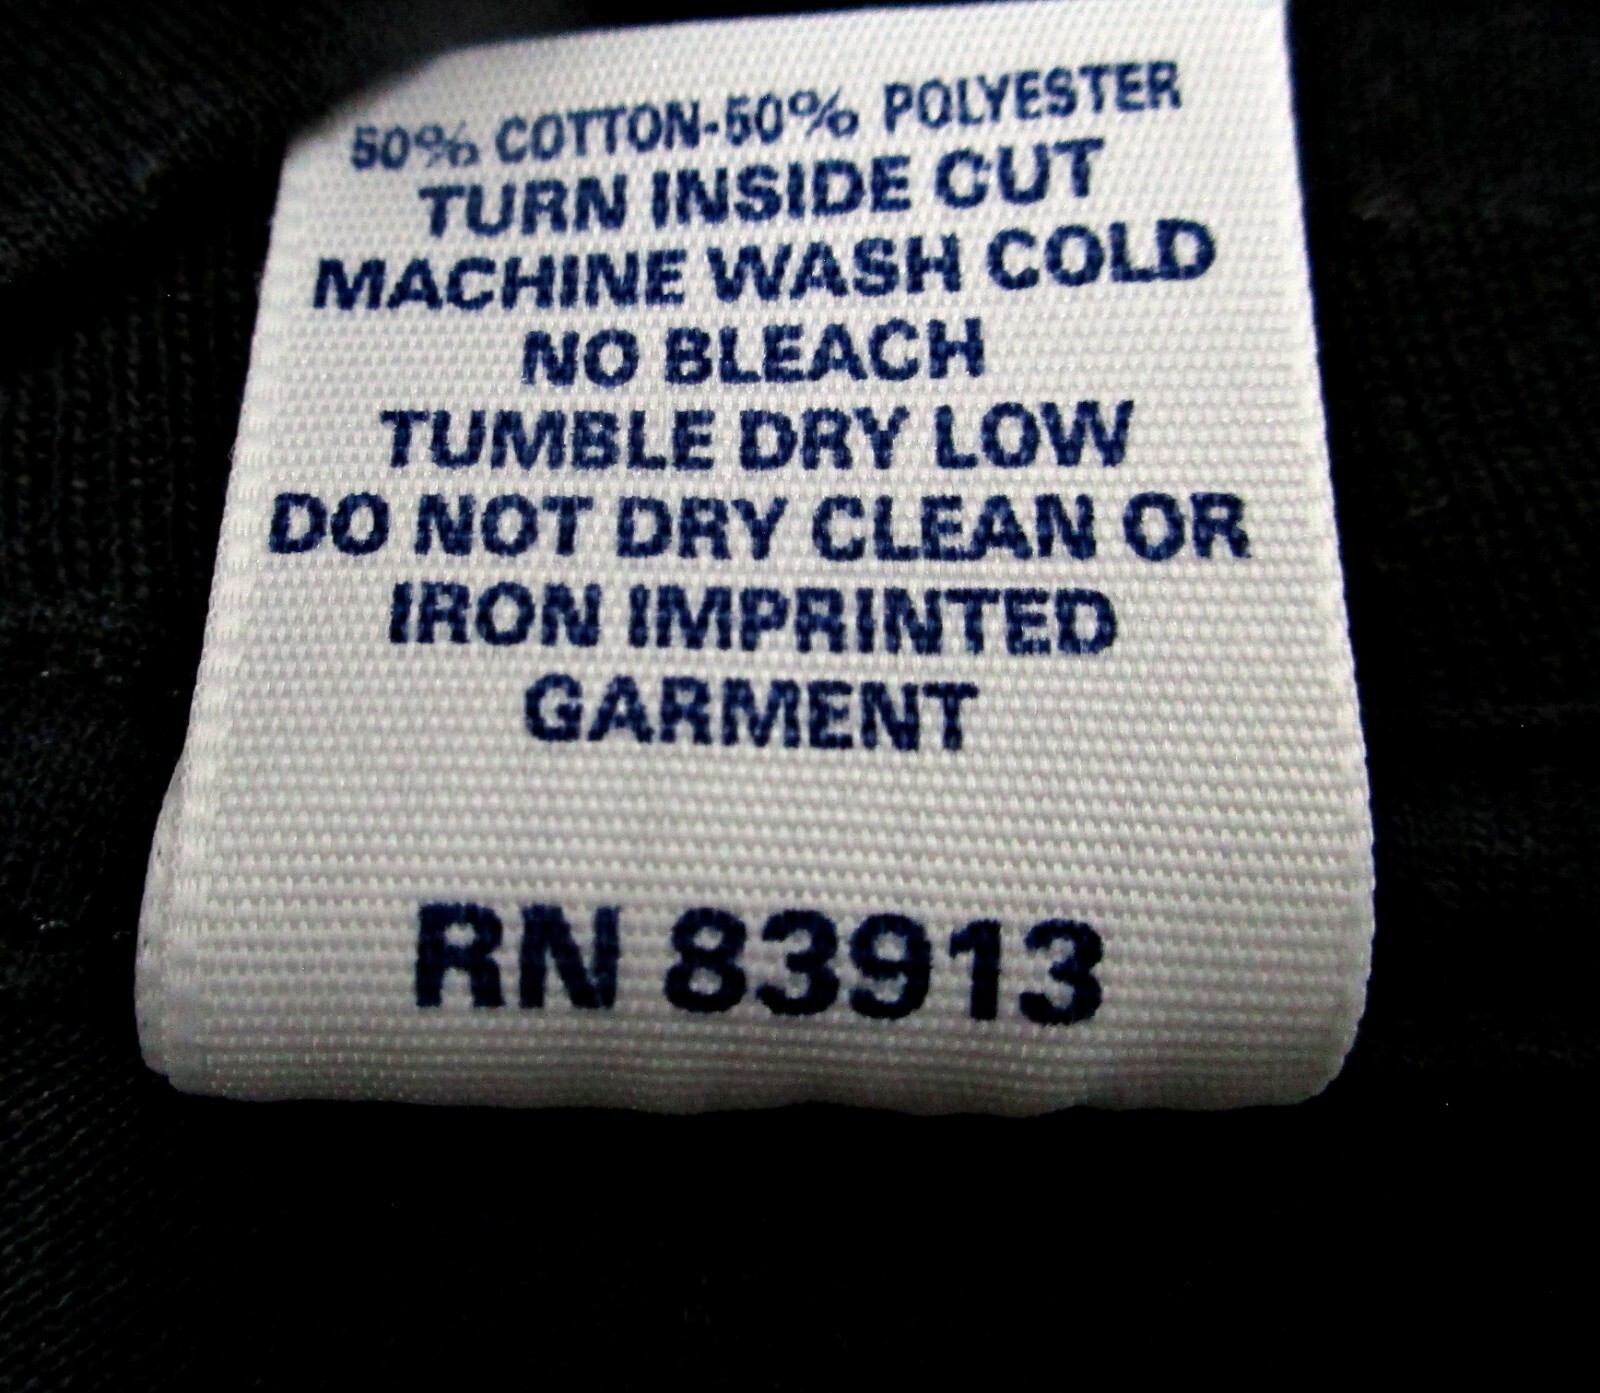 50% COTTON-50% POLYESTER
TURN INSIDE OUT
MACHINE WASH COLD
NO BLEACH
TUMBLE DRY LOW
DO NOT DRY CLEAN OR
IRON IMPRINTED
GARMENT
RN 83913